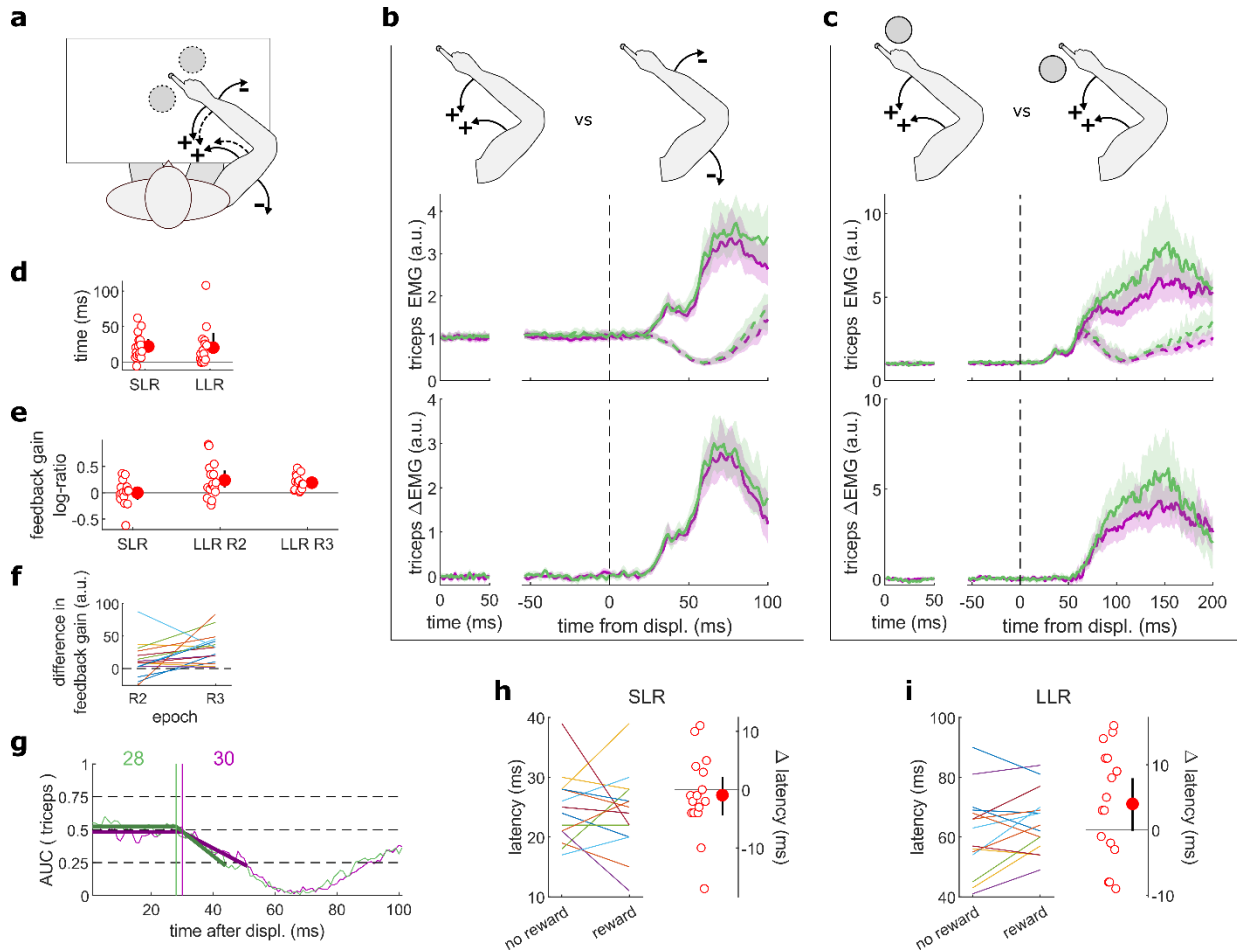 a
-
+
+
-
b
+
+
vs
-
-
triceps EMG (a.u.)
4
3
2
1
0
triceps ΔEMG (a.u.)
4
3
2
1
0
0 50
-50 0 50 100
time (ms)
time from displ. (ms)
c
+
+
vs
+
+
triceps EMG (a.u.)
10
5
0
triceps ΔEMG (a.u.)
10
5
0
0 50
-50 0 50 100 150 200
time (ms)
time from displ. (ms)
d
time (ms)
100
50
0
SLR LLR
e
feedback gain
log-ratio
0.5
0
-0.5
SLR LLR R2 LLR R3
f
difference in
feedback gain (a.u.)
100
50
0
R2 R3
epoch
g
28 30
AUC ( triceps )
1
0.75
0.5
0.25
0
20 40 60 80 100
time after displ. (ms)
h
SLR
latency (ms)
40
30
20
10
no reward reward
10
0
-10
Δ latency (ms)
i
LLR
latency (ms)
100
80
60
40
no reward reward
10
0
-10
Δ latency (ms)